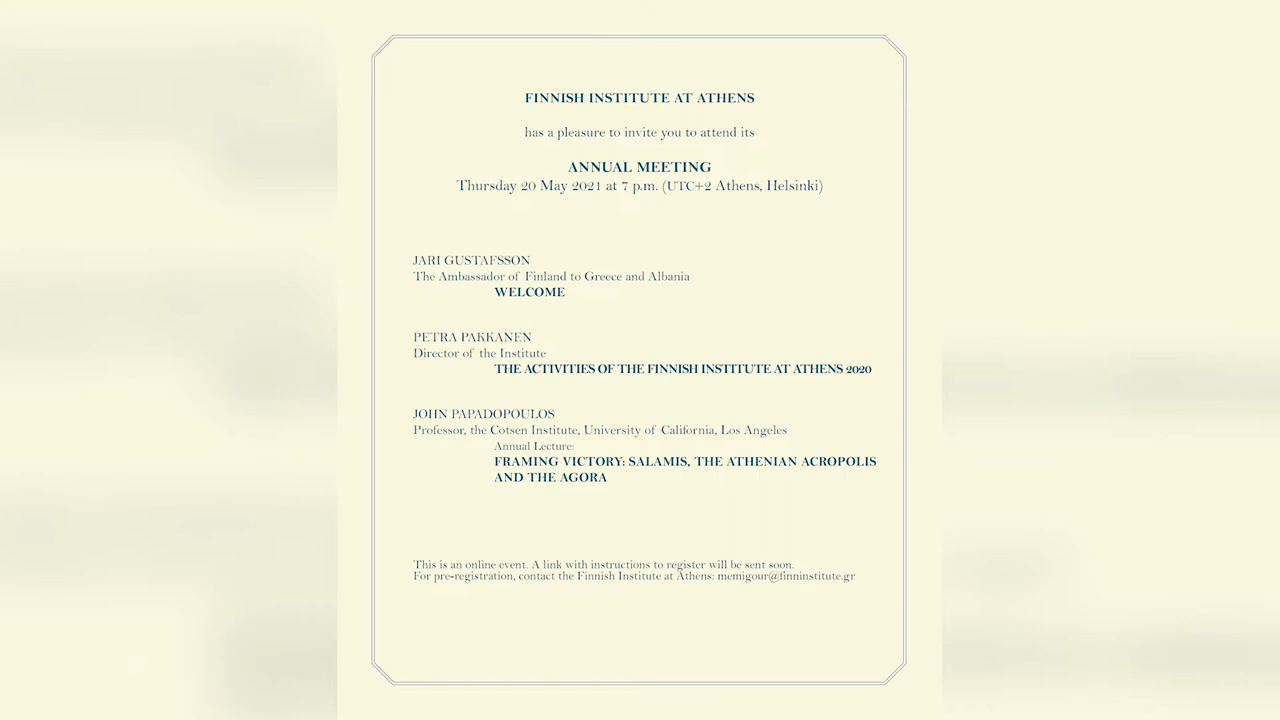 FINNISH INSTITUTE AT ATHENS
has a pleasure to invite you to attend its
ANNUAL MEETING
Thursday 20 May 2021 at 7 p.m. (UTC+2 Athens, Helsinki)
JARI GUSTAFSSON
The Ambassador of Finland to Greece and Albania
WELCOME
PETRA PAKKANEN
Director of the Institute
THE ACTIVITIES OF THE FINNISH INSTITUTE AT ATHENS 2020
JOHN PAPADOPOULOS
Professor, the Cotsen Institute, University of California, Los Angeles
Annual Lecture:
FRAMING VICTORY: SALAMIS, THE ATHENIAN ACROPOLIS
AND THE AGORA
This is an online event. A link with instructions to register will be sent soon.
For pre-registration, contact the Finnish Institute at Athens: memigour@finninstitute.gr